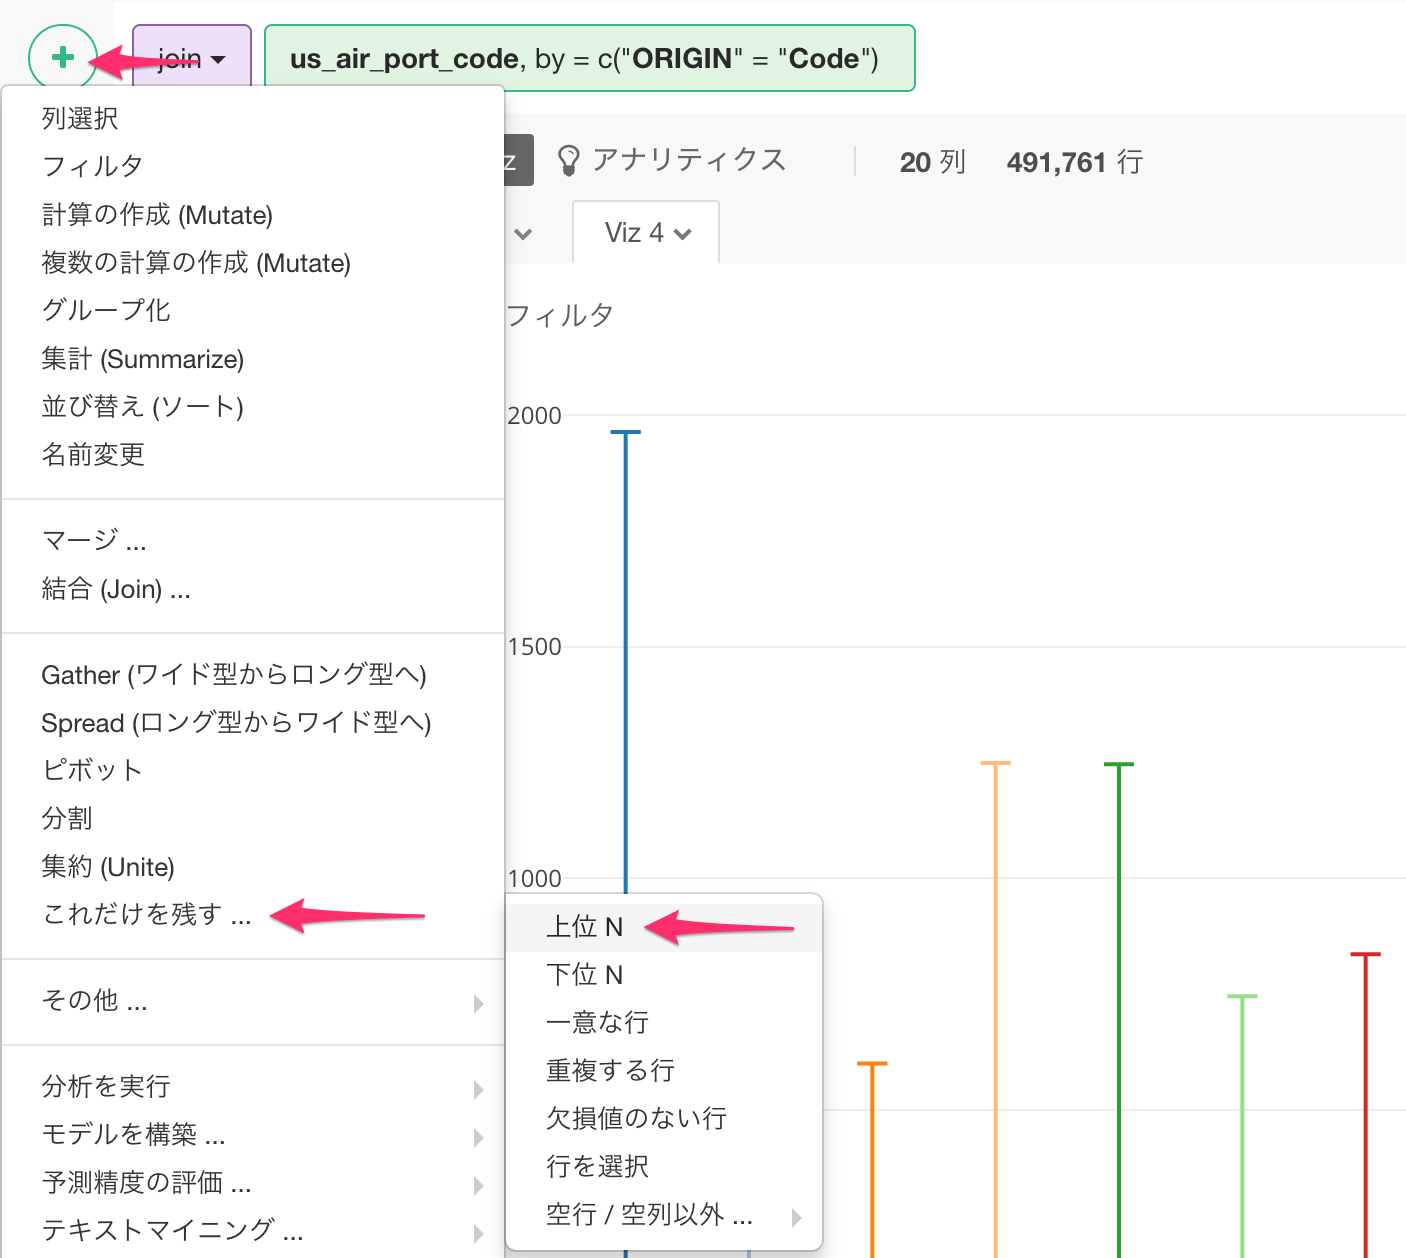 join
us_air_port_code, by = c("ORIGIN" = "Code")
列選択
フィルタ
計算の作成 (Mutate)
複数の計算の作成 (Mutate)
グループ化
集計 (Summarize)
並び替え (ソート)
名前変更
マージ ...
結合 (Join) ...
Gather (ワイド型からロング型へ)
Spread (ロング型からワイド型へ)
ピボット
分割
集約 (Unite)
これだけを残す ...
その他 ...
分析を実行
モデルを構築 ...
予測精度の評価 ...
テキストマイニング ...
z
アナリティクス
20 列
491,761 行
Viz 4
フィルタ
2000
1500
1000
上位 N
下位 N
一意な行
重複する行
欠損値のない行
行を選択
空行 / 空列以外 ...